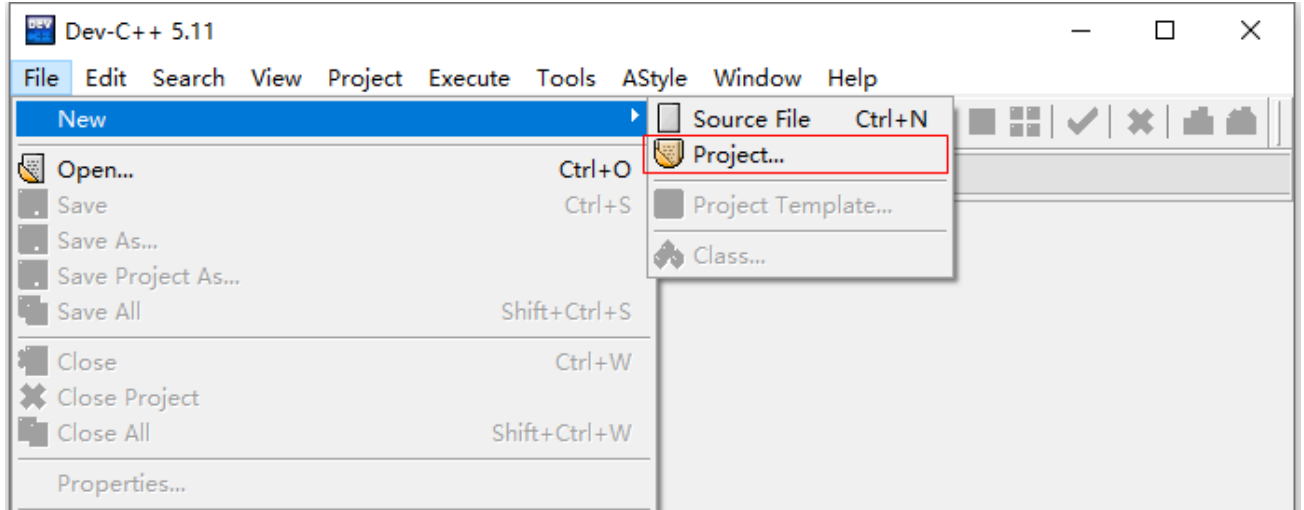 Dev-C++ 5.11
File Edit Search View Project Execute Tools AStyle Window Help
New
Source File Ctrl+N
Project...
Project Template...
Class...
Open... Ctrl+O
Save Ctrl+S
Save As...
Save Project As...
Save All Shift+Ctrl+S
Close Ctrl+W
Close Project
Close All Shift+Ctrl+W
Properties...